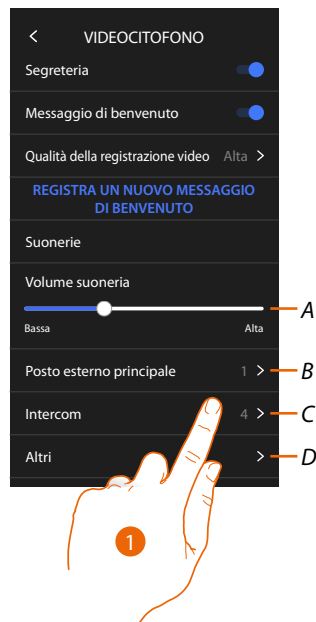 VIDEOCITOFONO
Segreteria
Messaggio di benvenuto
Qualità della registrazione video Alta
REGISTRA UN NUOVO MESSAGGIO
DI BENVENUTO
Suonerie
Volume suoneria
A
Bassa Alta
Posto esterno principale 1 B
Intercom 4 C
Altri D
1